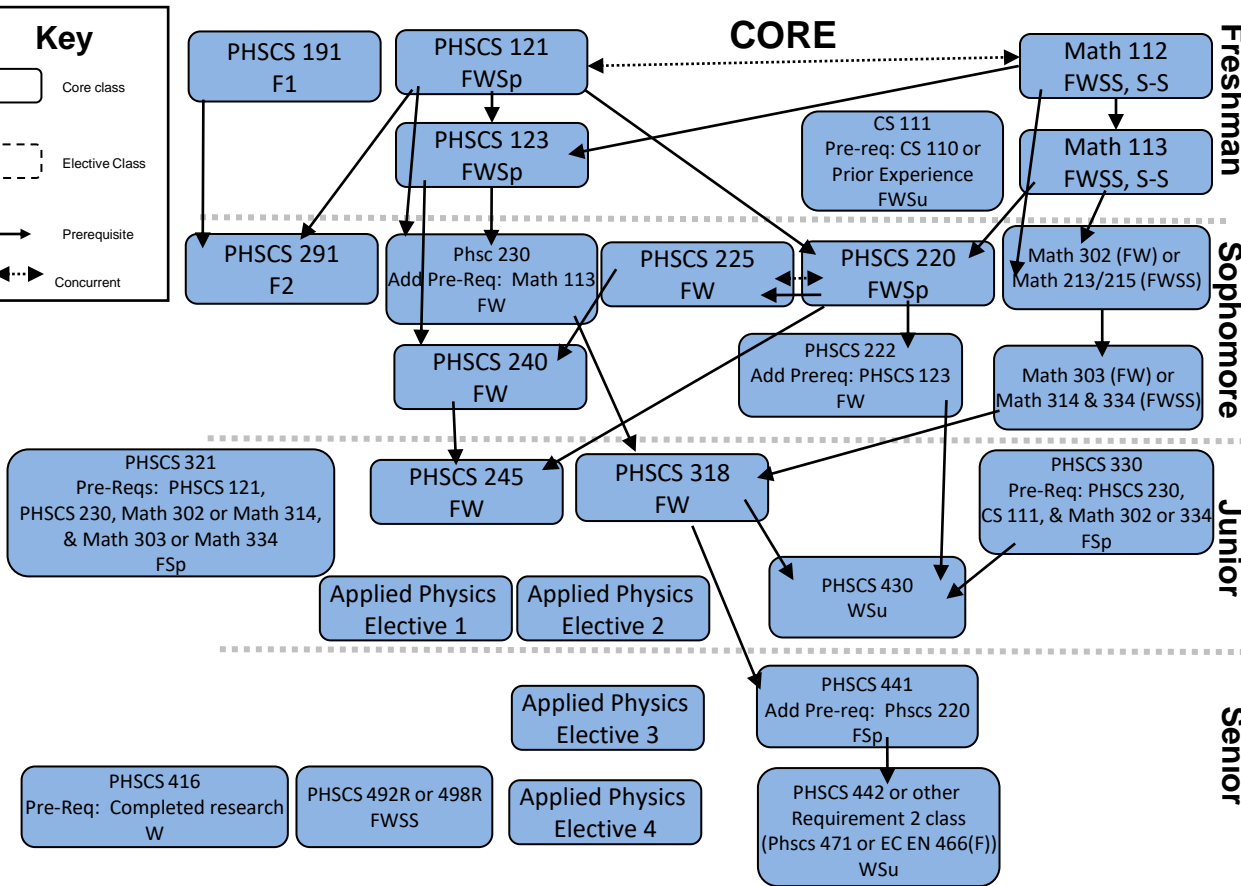 Key
Core class
Elective Class
Prerequisite
Concurrent
CORE
Freshman
PHSCS 191
F1
PHSCS 121
FWSp
Math 112
FWSS, S-S
PHSCS 123
FWSp
CS 111
Pre-req: CS 110 or
Prior Experience
FWSu
Math 113
FWSS, S-S
Sophomore
PHSCS 291
F2
Phsc 230
Add Pre-Req: Math 113
FW
PHSCS 225
FW
PHSCS 220
FWSp
Math 302 (FW) or
Math 213/215 (FWSS)
PHSCS 240
FW
PHSCS 222
Add Prereq: PHSCS 123
FW
Math 303 (FW) or
Math 314 & 334 (FWSS)
Junior
PHSCS 321
Pre-Reqs: PHSCS 121,
PHSCS 230, Math 302 or Math 314,
& Math 303 or Math 334
FSp
PHSCS 245
FW
PHSCS 318
FW
PHSCS 330
Pre-Req: PHSCS 230,
CS 111, & Math 302 or 334
FSp
Applied Physics
Elective 1
Applied Physics
Elective 2
PHSCS 430
WSu
Senior
Applied Physics
Elective 3
PHSCS 441
Add Pre-req: Phscs 220
FSp
PHSCS 416
Pre-Req: Completed research
W
PHSCS 492R or 498R
FWSS
Applied Physics
Elective 4
PHSCS 442 or other
Requirement 2 class
(Phscs 471 or EC EN 466(F))
WSu